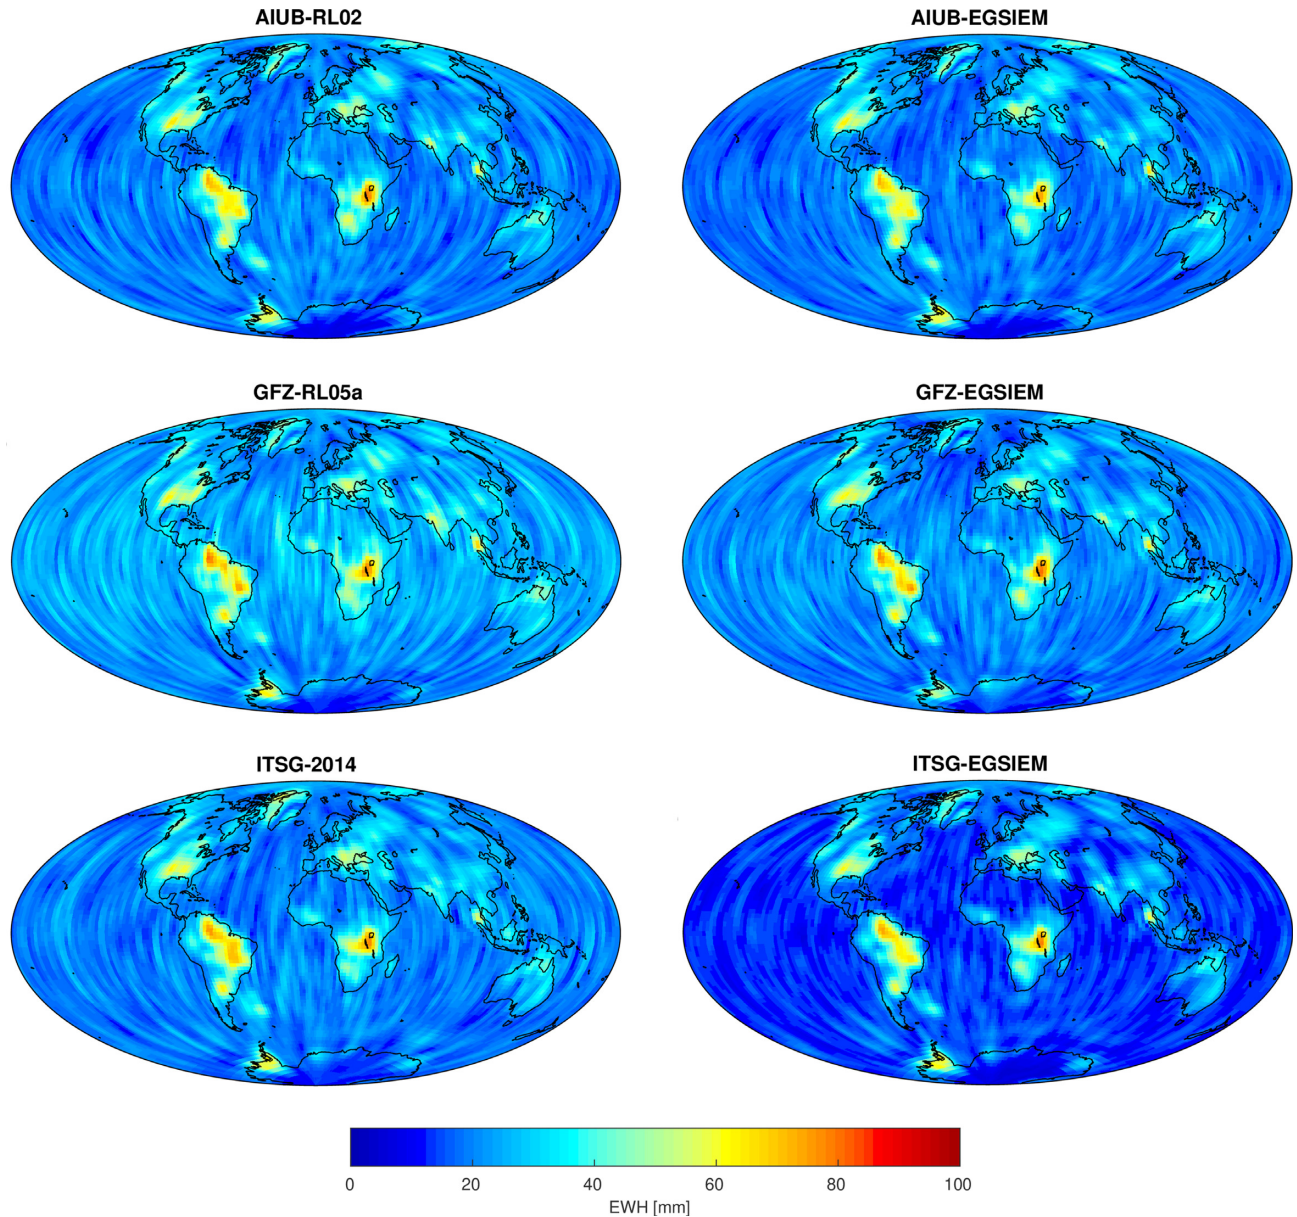 AIUB-RL02
AIUB-EGSIEM
GFZ-RL05a
GFZ-EGSIEM
ITSG-2014
ITSG-EGSIEM
0 20 40 60 80 100
EWH [mm]